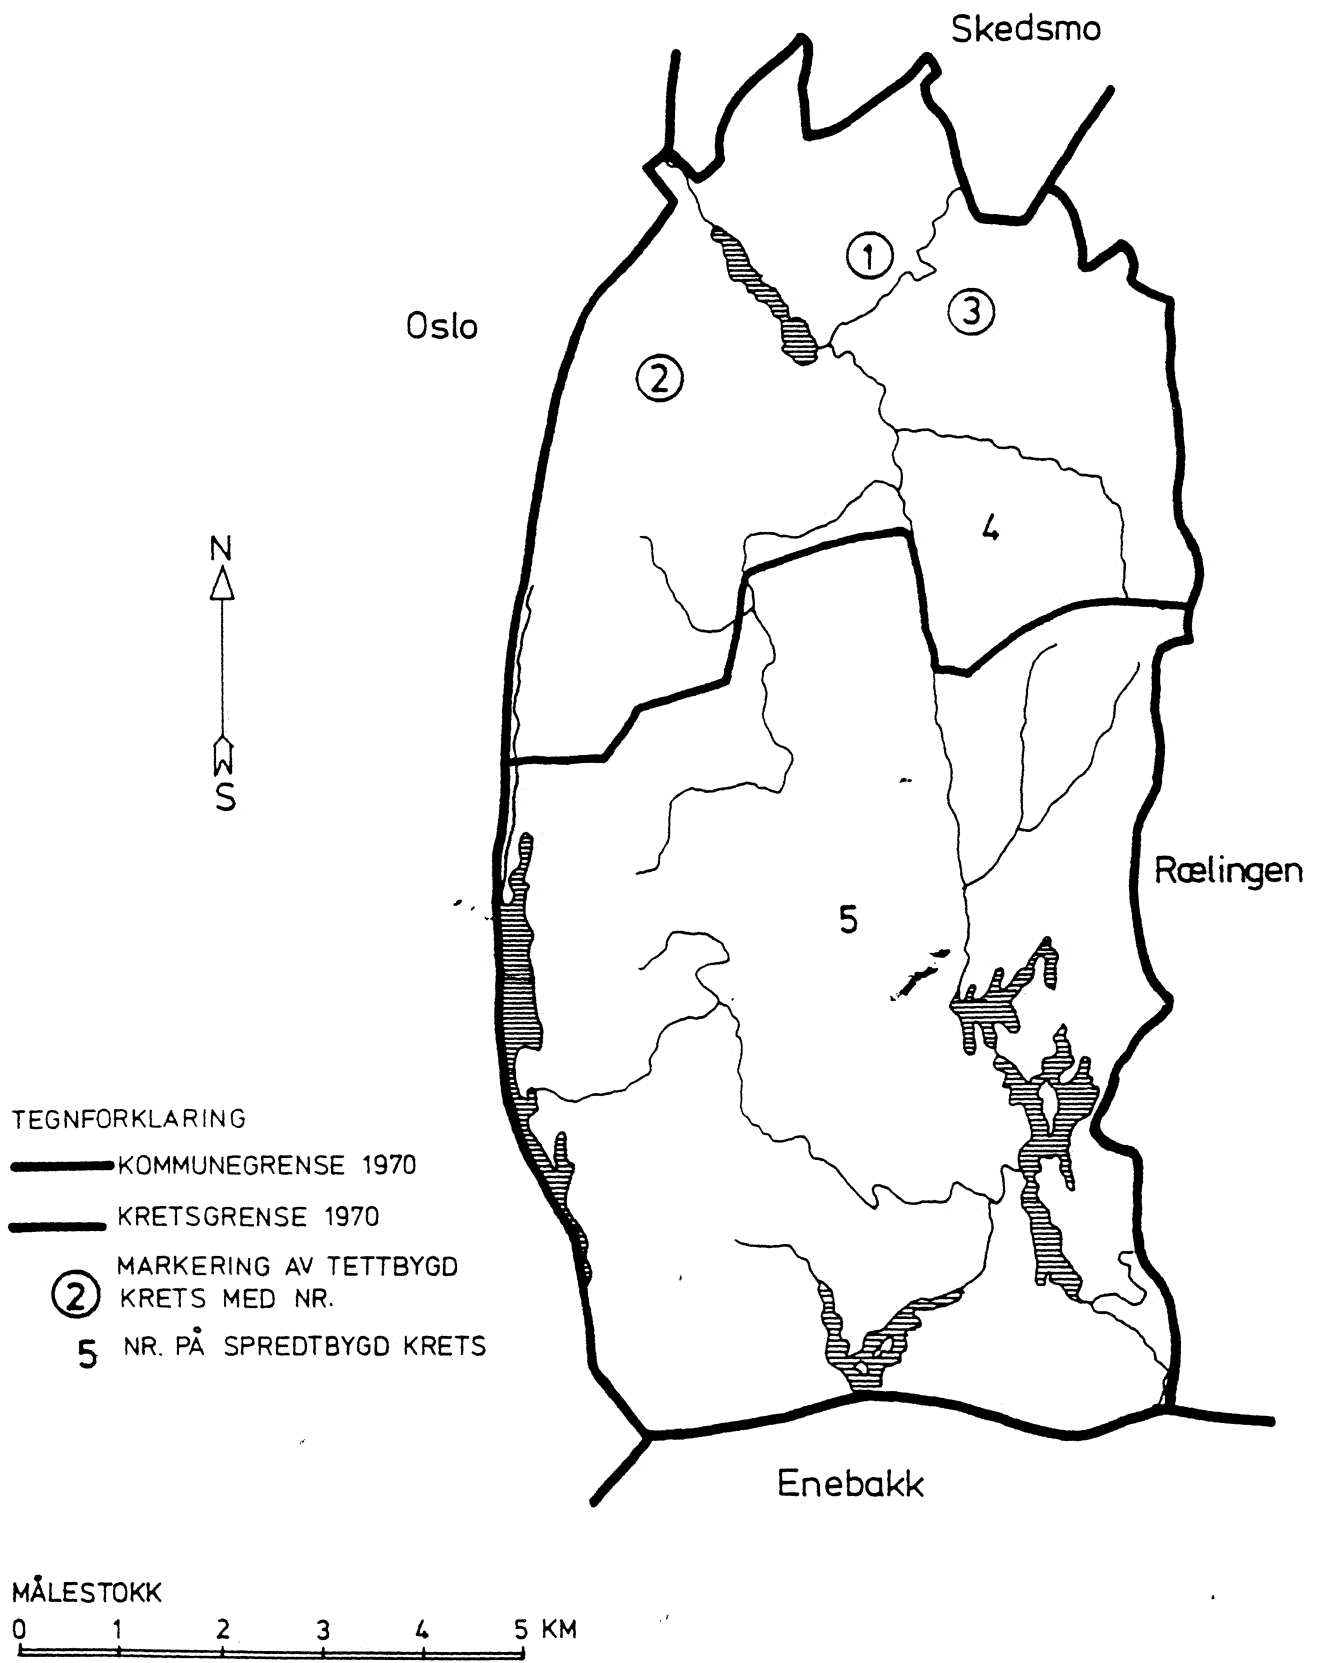 Skedsmo
1
3
Oslo
2
4
N
S
Rælingen
5
TEGNFORKLARING
KOMMUNEGRENSE 1970
KRETSGRENSE 1970
2 MARKERING AV TETTBYGD
KRETS MED NR.
5 NR. PÅ SPREDTBYGD KRETS
Enebakk
MÅLESTOKK
0 1 2 3 4 5 KM